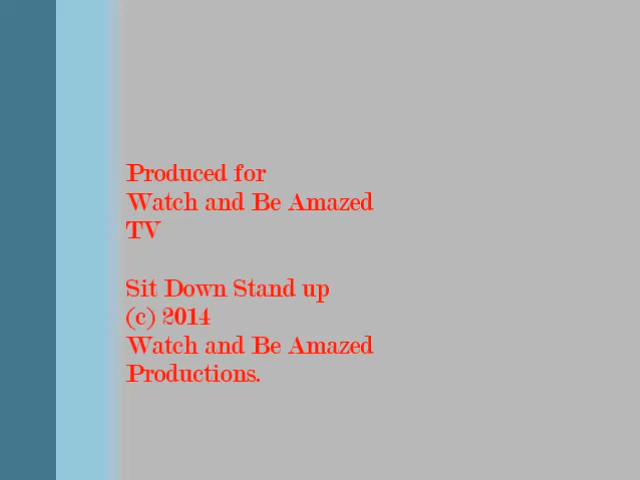 Produced for
Watch and Be Amazed
TV
Sit Down Stand up
(c) 2014
Watch and Be Amazed
Productions.